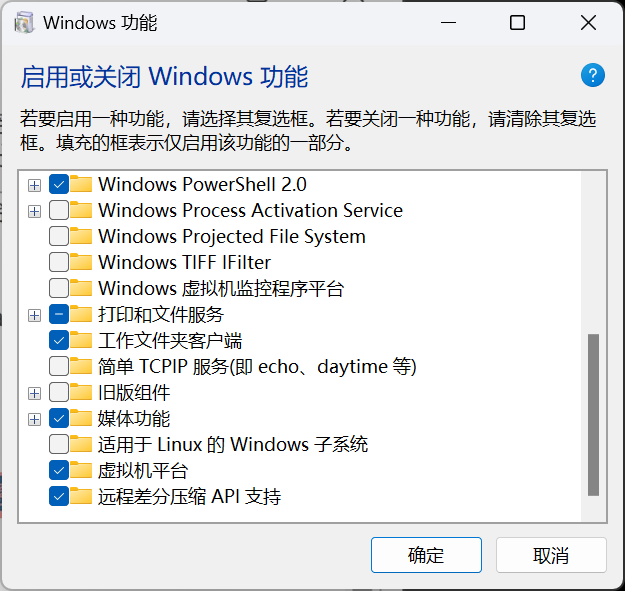 Windows 功能
启用或关闭 Windows 功能
?
若要启用一种功能，请选择其复选框。若要关闭一种功能，请清除其复选
框。填充的框表示仅启用该功能的一部分。
Windows PowerShell 2.0
Windows Process Activation Service
Windows Projected File System
Windows TIFF IFilter
Windows 虚拟机监控程序平台
打印和文件服务
工作文件夹客户端
简单 TCPIP 服务(即 echo、daytime 等)
旧版组件
媒体功能
适用于 Linux 的 Windows 子系统
虚拟机平台
远程差分压缩 API 支持
确定
取消